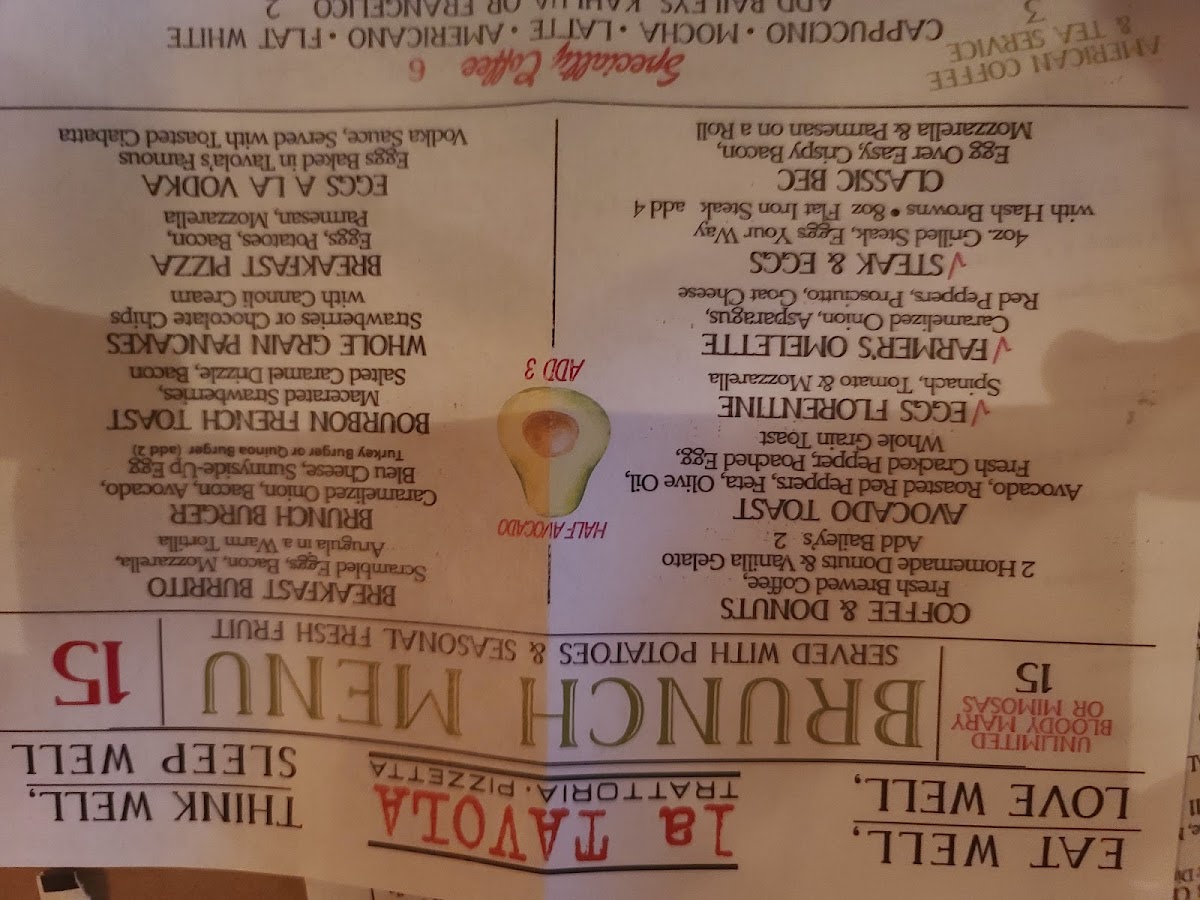 EAT WELL,
LOVE WELL,
la TAVOLA
TRATTORIA • PIZZETTA
THINK WELL,
SLEEP WELL
UNLIMITED
BLOODY MARY
OR MIMOSAS
15
BRUNCH MENU
SERVED WITH POTATOES & SEASONAL FRESH FRUIT
15
COFFEE & DONUTS
Fresh Brewed Coffee,
2 Homemade Donuts & Vanilla Gelato
Add Bailey's 2
AVOCADO TOAST
Avocado, Roasted Red Peppers, Feta, Olive Oil,
Fresh Cracked Pepper, Poached Egg,
Whole Grain Toast
√EGGS FLORENTINE
Spinach, Tomato & Mozzarella
√FARMER'S OMELETTE
Caramelized Onion, Asparagus,
Red Peppers, Prosciutto, Goat Cheese
√STEAK & EGGS
4oz. Grilled Steak, Eggs Your Way
with Hash Browns • 8oz Flat Iron Steak add 4
CLASSIC BEC
Egg Over Easy, Crispy Bacon,
Mozzarella & Parmesan on a Roll
HALF AVOCADO
ADD 3
BREAKFAST BURRITO
Scrambled Eggs, Bacon, Mozzarella,
Arugula in a Warm Tortilla
BRUNCH BURGER
Caramelized Onion, Bacon, Avocado,
Bleu Cheese, Sunnyside-Up Egg
Turkey Burger or Quinoa Burger (add 2)
BOURBON FRENCH TOAST
Macerated Strawberries,
Salted Caramel Drizzle, Bacon
WHOLE GRAIN PANCAKES
Strawberries or Chocolate Chips
with Cannoli Cream
BREAKFAST PIZZA
Eggs, Potatoes, Bacon,
Parmesan, Mozzarella
EGGS A LA VODKA
Eggs Baked in Tavola's Famous
Vodka Sauce, Served with Toasted Ciabatta
AMERICAN COFFEE
& TEA SERVICE
3
Specialty Coffee 6
CAPPUCCINO • MOCHA • LATTE • AMERICANO • FLAT WHITE
ADD BAILEYS, KAHLUA OR FRANGELICO 2